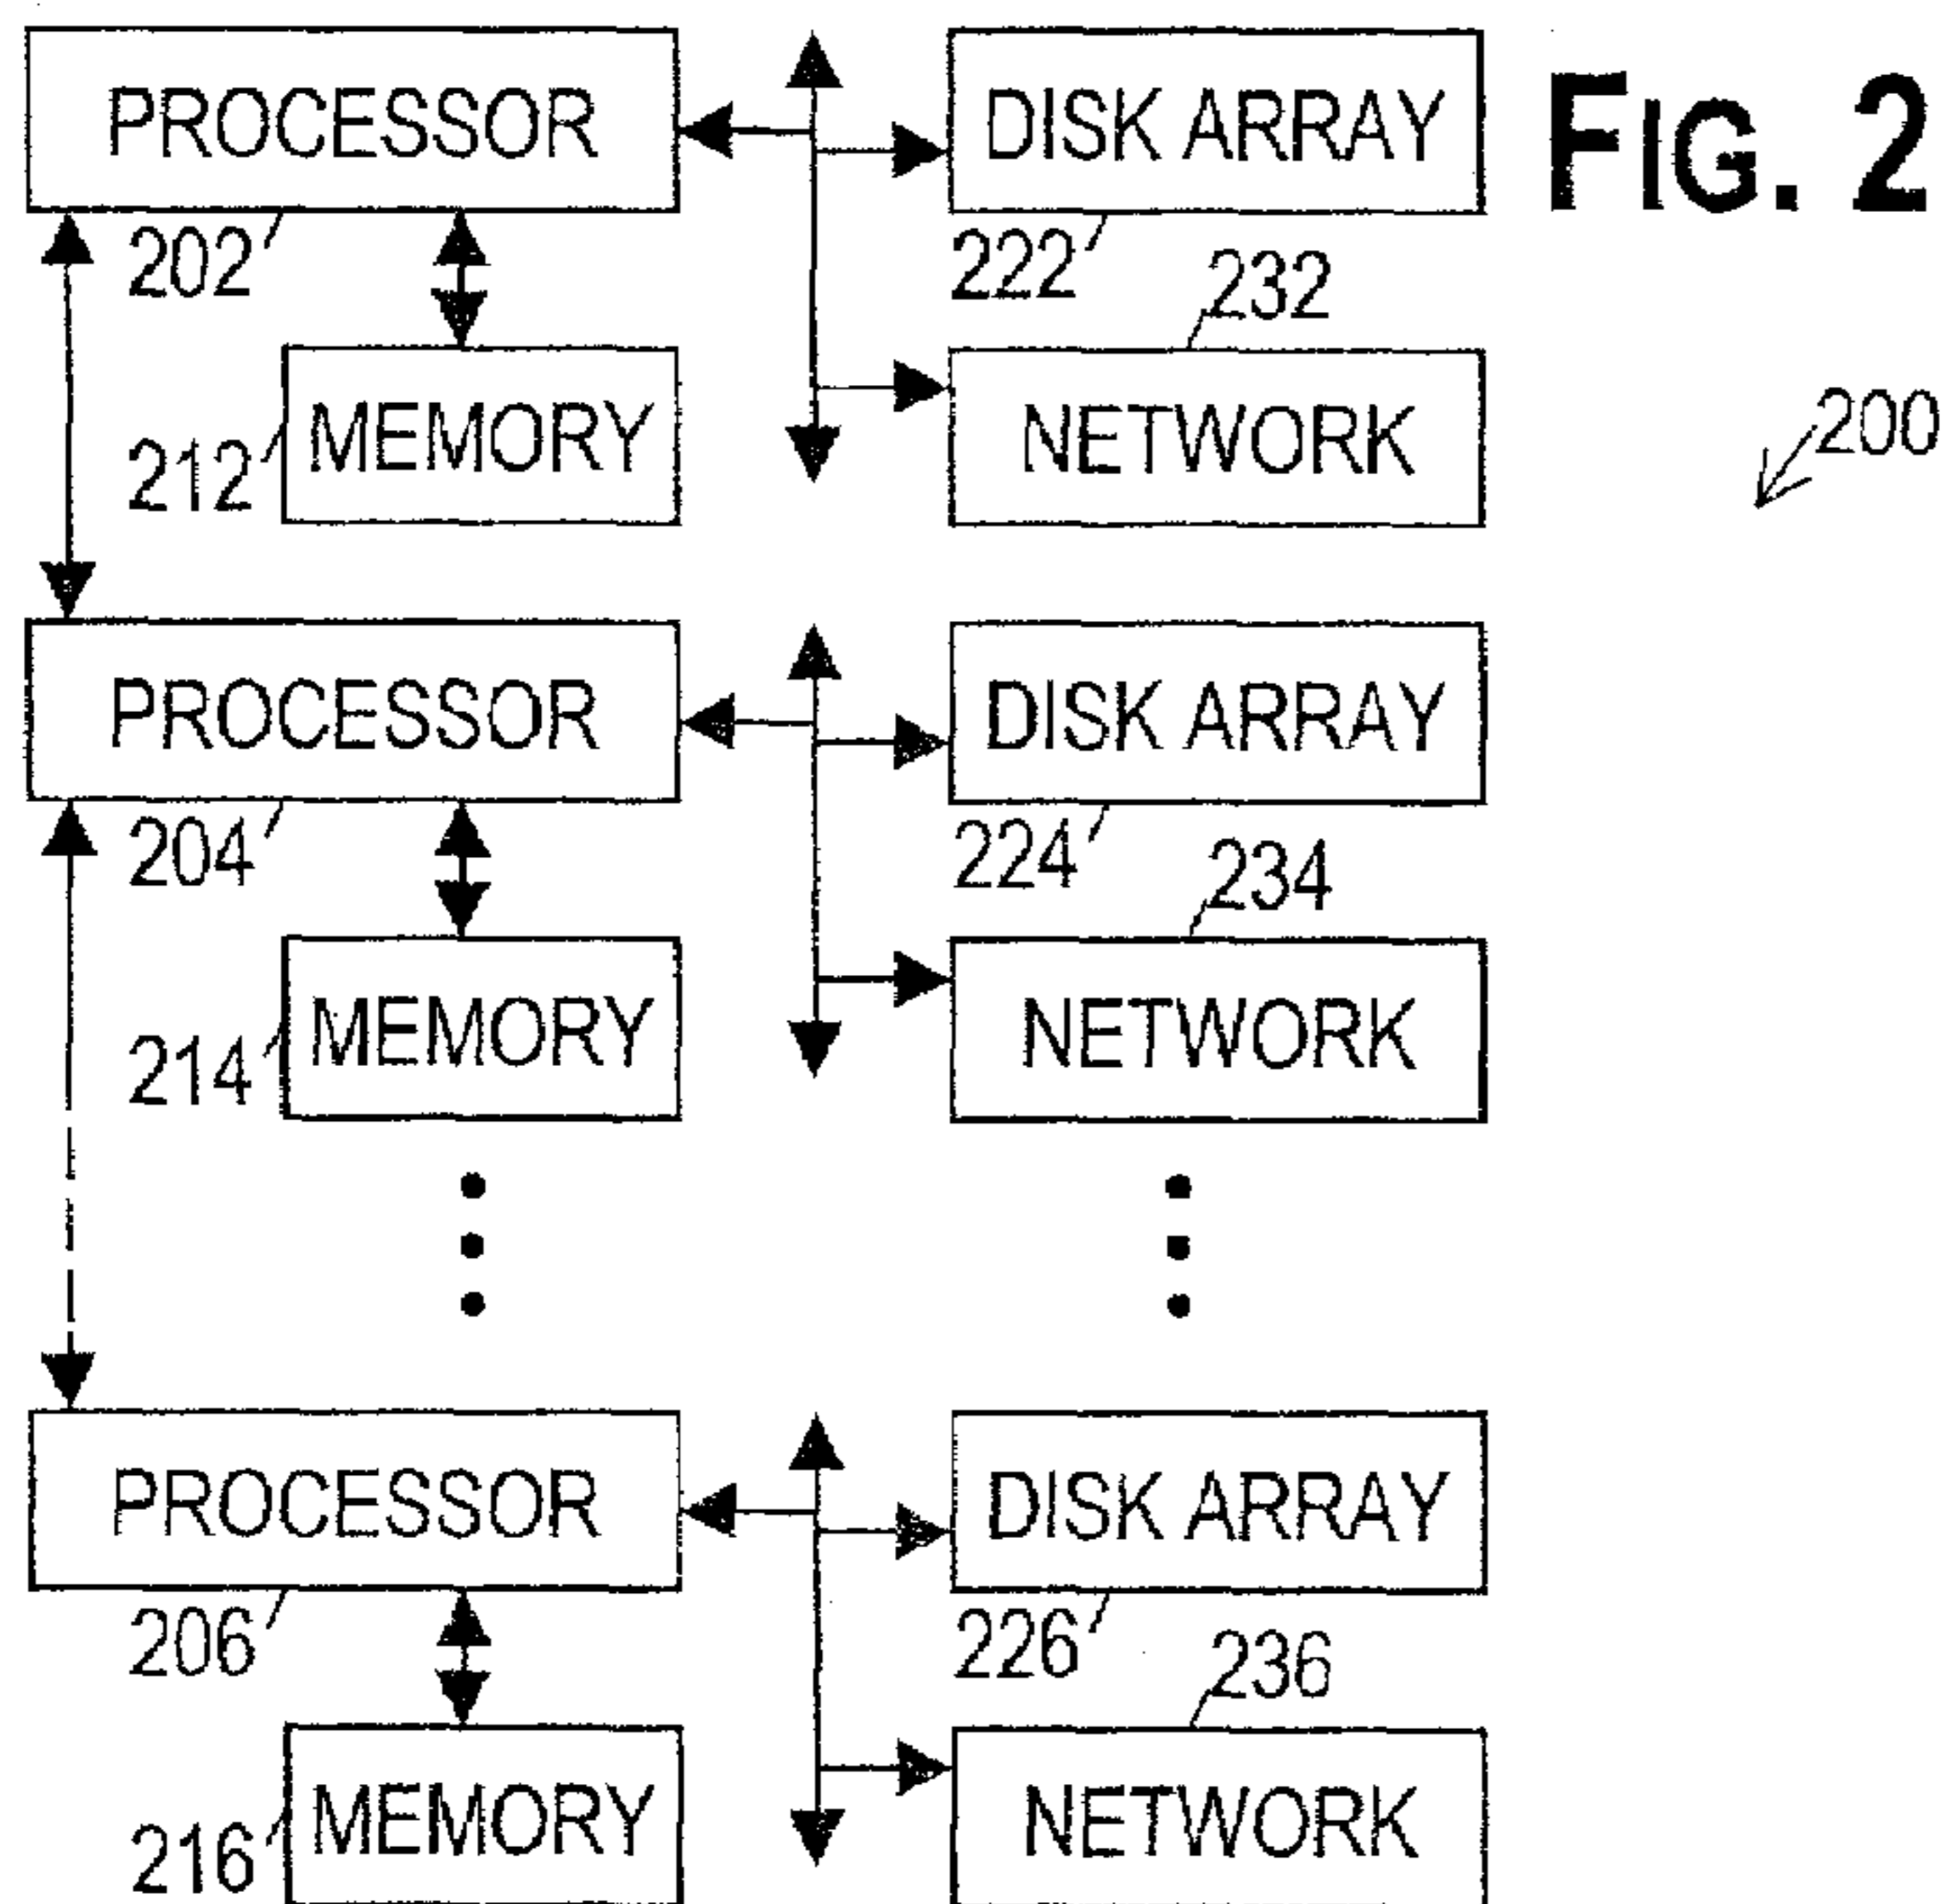 PROCESSOR
DISK ARRAY
FIG. 2
202
222
232
212
MEMORY
NETWORK
200
PROCESSOR
DISK ARRAY
204
224
234
214
MEMORY
NETWORK
PROCESSOR
DISK ARRAY
206
226
236
216
MEMORY
NETWORK